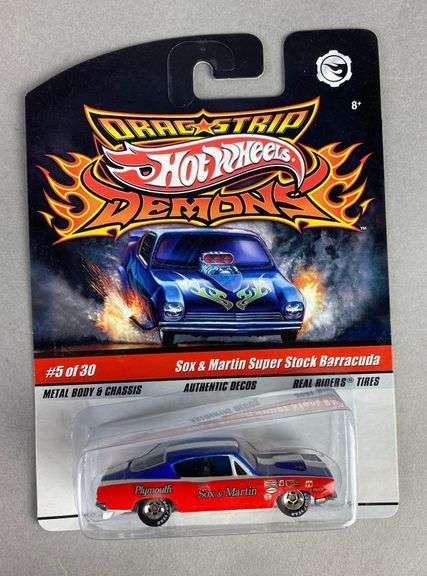 DRAG★STRIP
8+
HOT WHEELS®
DEMONS™
#5 of 30
Sox & Martin Super Stock Barracuda
METAL BODY & CHASSIS
AUTHENTIC DECOS
REAL RIDERS® TIRES
Plymouth
Sox & Martin